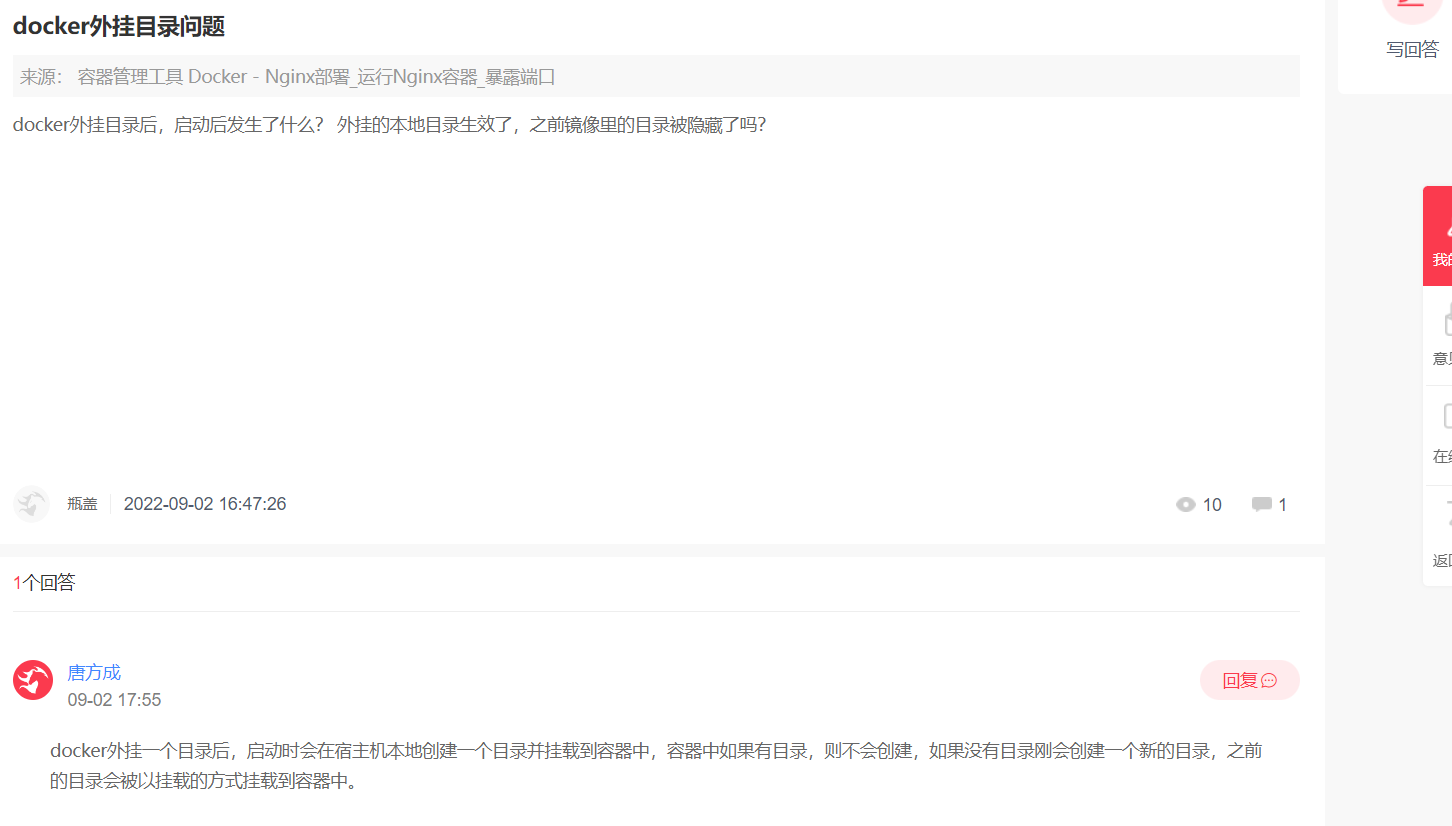 docker外挂目录问题
写回答
来源： 容器管理工具 Docker - Nginx部署_运行Nginx容器_暴露端口
docker外挂目录后，启动后发生了什么？ 外挂的本地目录生效了，之前镜像里的目录被隐藏了吗？
我的
意见
在线
返回
瓶盖 2022-09-02 16:47:26 10 1
1个回答
唐方成
09-02 17:55
回复
docker外挂一个目录后，启动时会在宿主机本地创建一个目录并挂载到容器中，容器中如果有目录，则不会创建，如果没有目录刚会创建一个新的目录，之前
的目录会被以挂载的方式挂载到容器中。